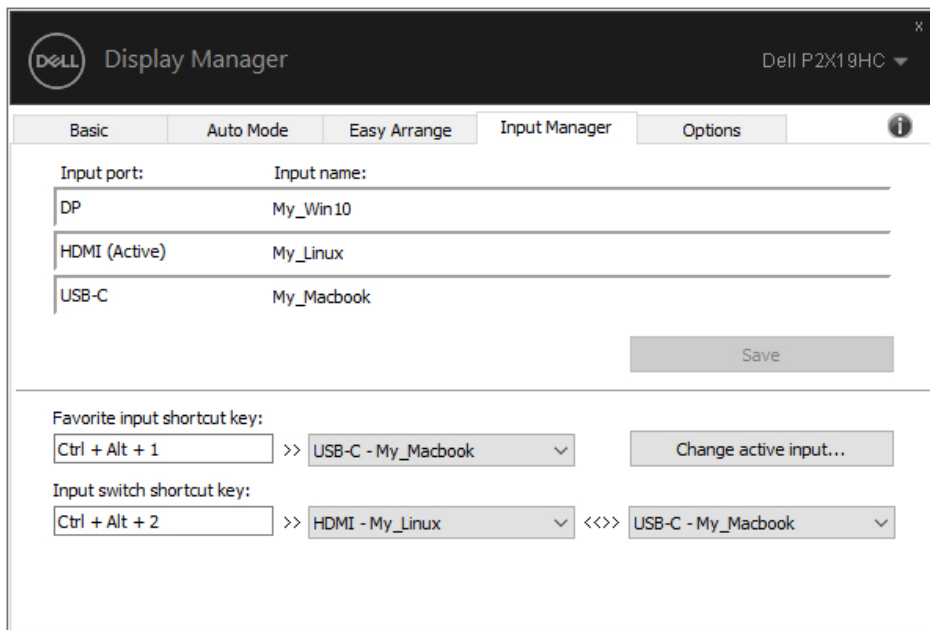 x
DELL Display Manager Dell P2X19HC
Basic Auto Mode Easy Arrange Input Manager Options i
Input port: Input name:
DP My_Win10
HDMI (Active) My_Linux
USB-C My_Macbook
Save
Favorite input shortcut key:
Ctrl + Alt + 1 >> USB-C - My_Macbook Change active input...
Input switch shortcut key:
Ctrl + Alt + 2 >> HDMI - My_Linux <<>> USB-C - My_Macbook